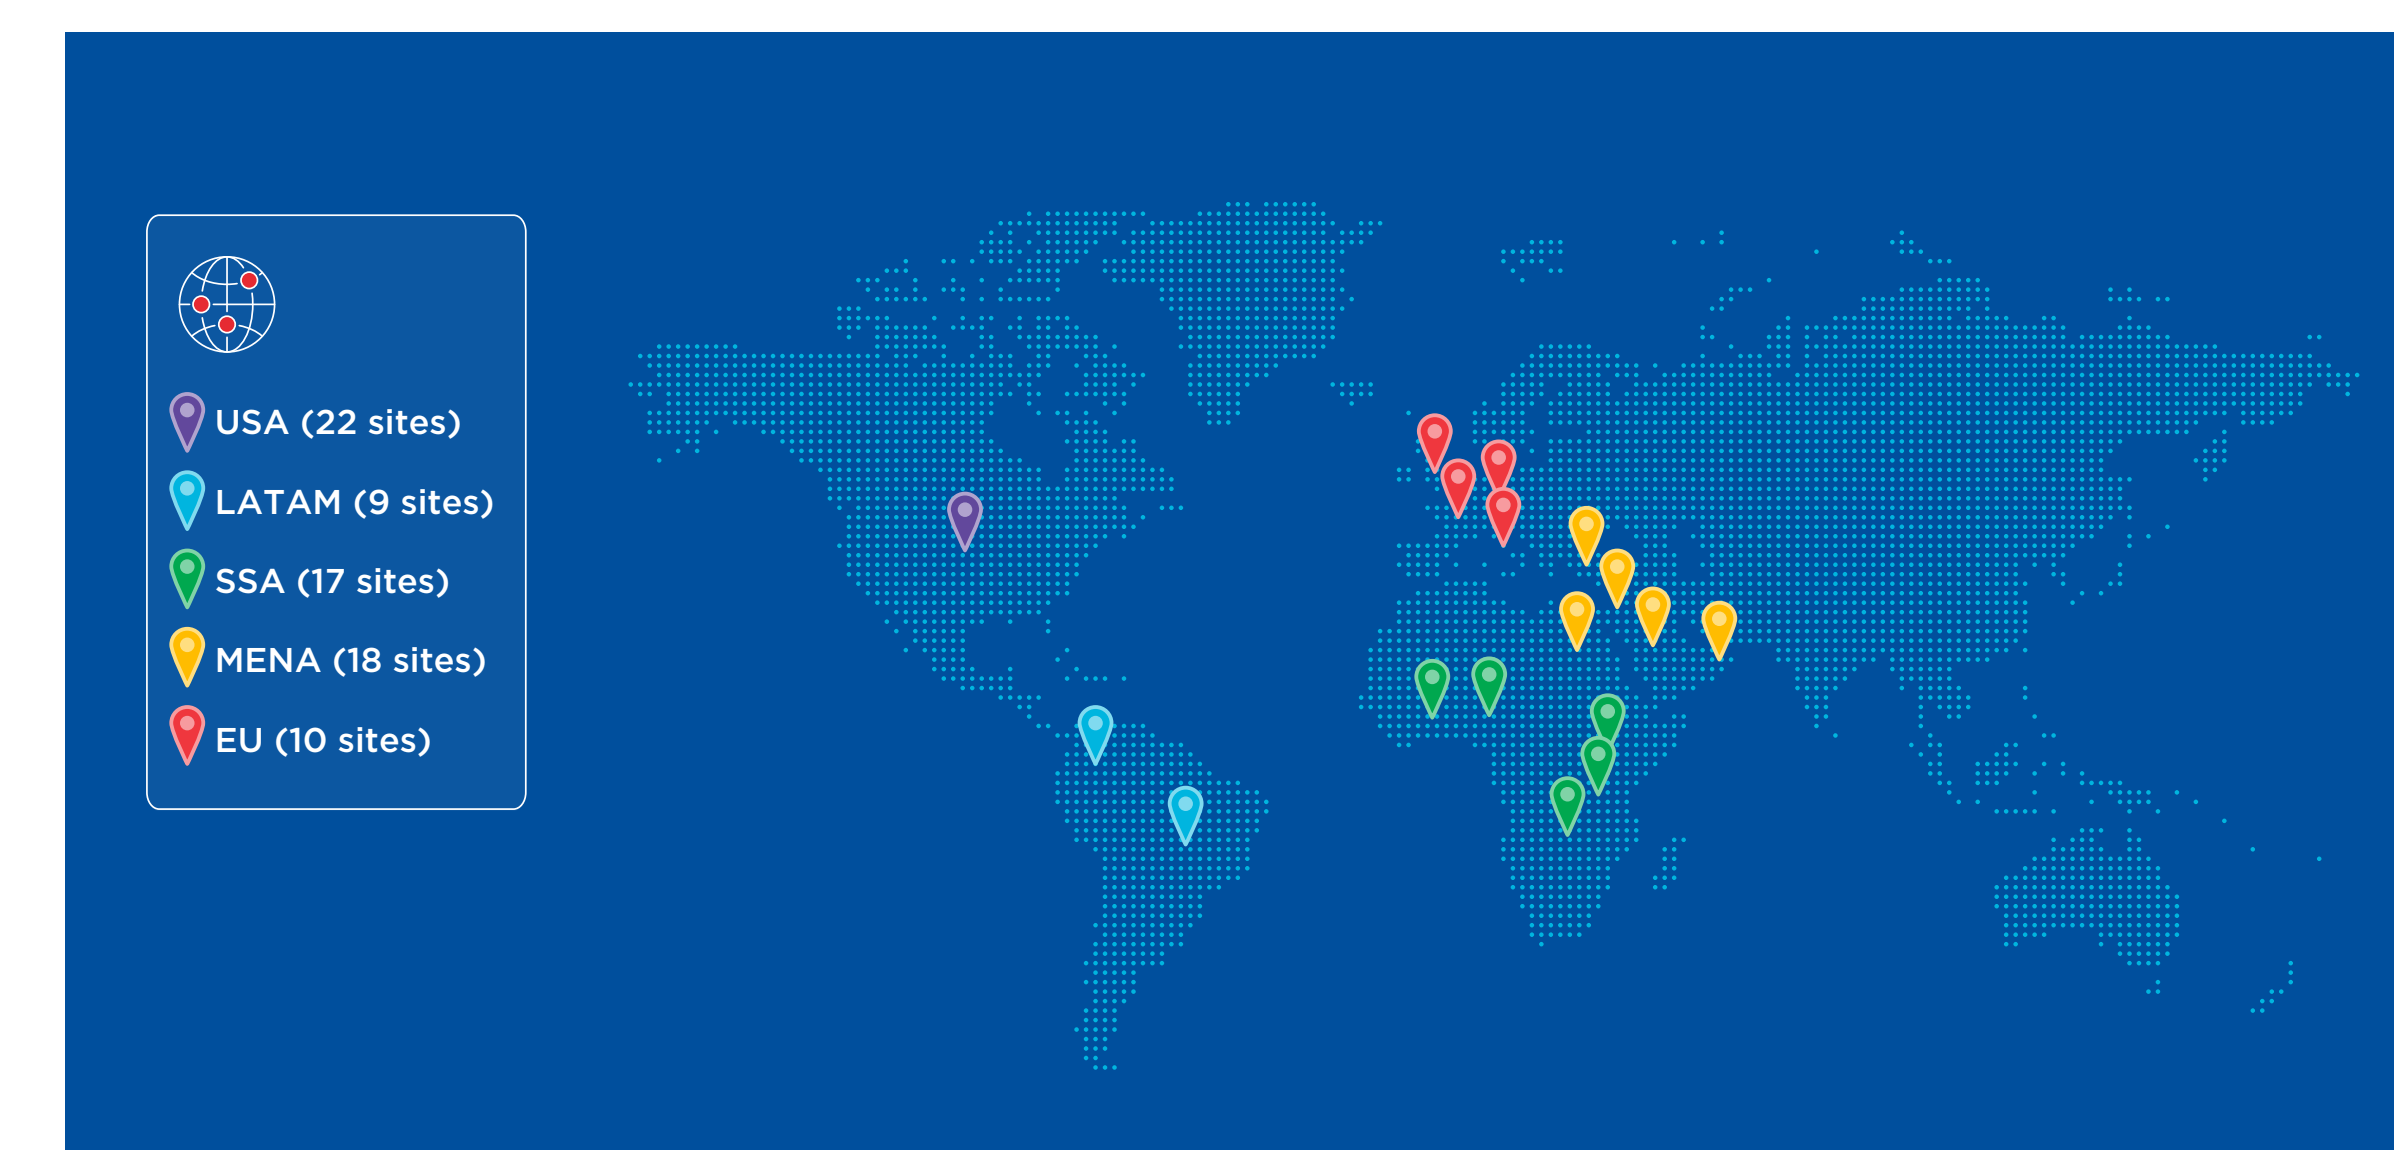 USA (22 sites)
LATAM (9 sites)
SSA (17 sites)
MENA (18 sites)
EU (10 sites)